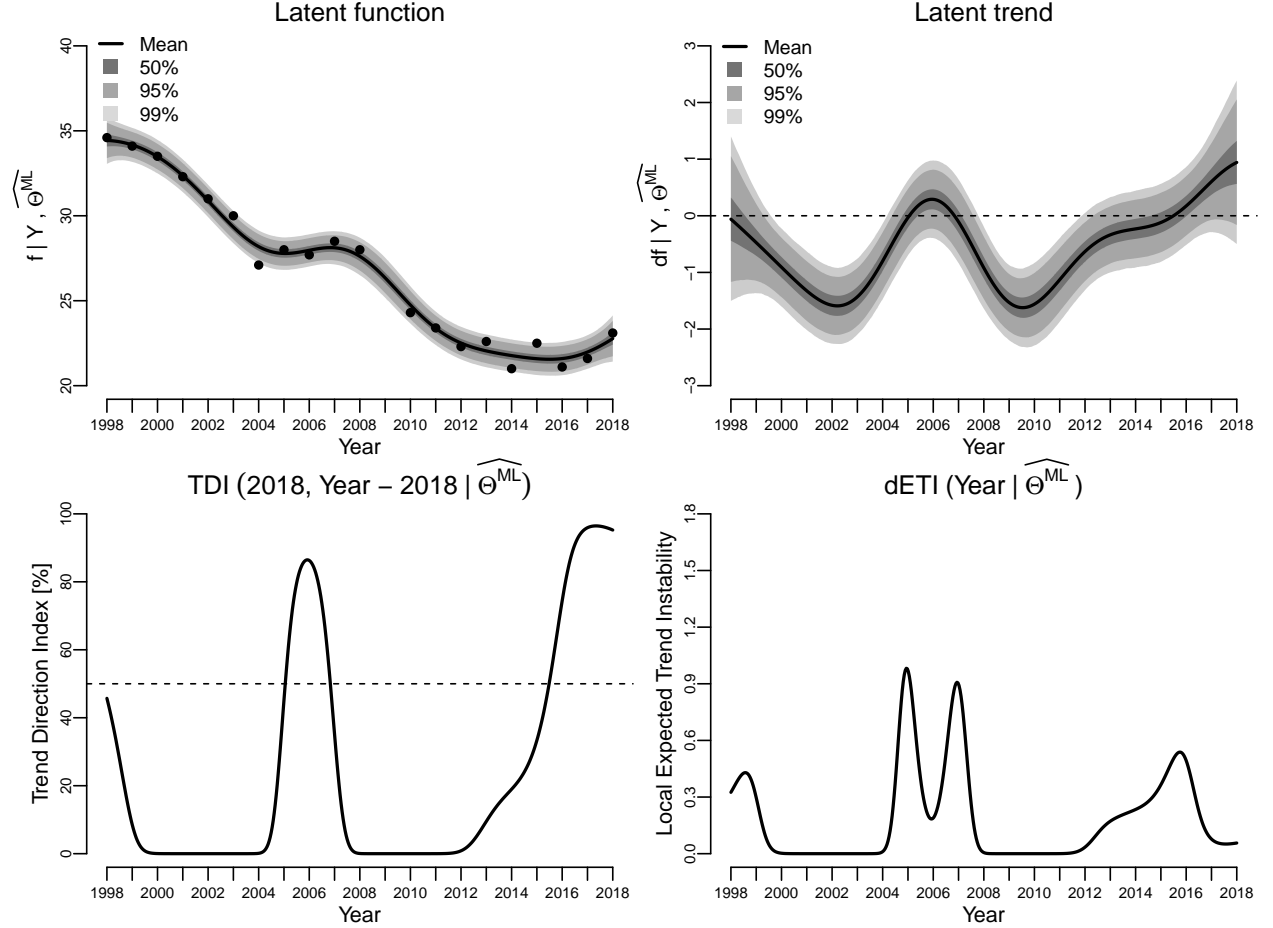 Latent function
f | Y , Θ̂^ML
40
35
30
25
20
Mean
50%
95%
99%
1998 2000 2002 2004 2006 2008 2010 2012 2014 2016 2018
Year
Latent trend
df | Y , Θ̂^ML
3
2
1
0
−1
−2
−3
Mean
50%
95%
99%
1998 2000 2002 2004 2006 2008 2010 2012 2014 2016 2018
Year
TDI (2018, Year − 2018 | Θ̂^ML)
Trend Direction Index [%]
100
80
60
40
20
0
1998 2000 2002 2004 2006 2008 2010 2012 2014 2016 2018
Year
dETI (Year | Θ̂^ML )
Local Expected Trend Instability
1.8
1.5
1.2
0.9
0.6
0.3
0.0
1998 2000 2002 2004 2006 2008 2010 2012 2014 2016 2018
Year